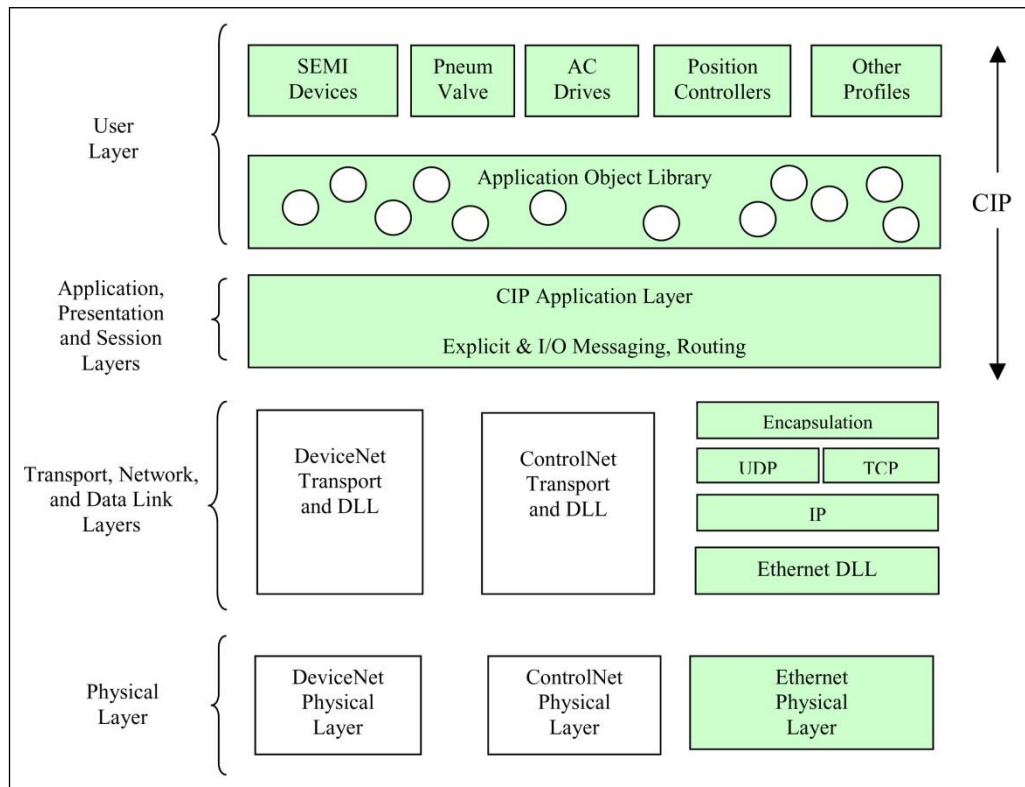 SEMI
Devices
Pneum
Valve
AC
Drives
Position
Controllers
Other
Profiles
User
Layer
Application Object Library
CIP
Application,
Presentation
and Session
Layers
CIP Application Layer
Explicit & I/O Messaging, Routing
Transport, Network,
and Data Link
Layers
DeviceNet
Transport
and DLL
ControlNet
Transport
and DLL
Encapsulation
UDP
TCP
IP
Ethernet DLL
Physical
Layer
DeviceNet
Physical
Layer
ControlNet
Physical
Layer
Ethernet
Physical
Layer